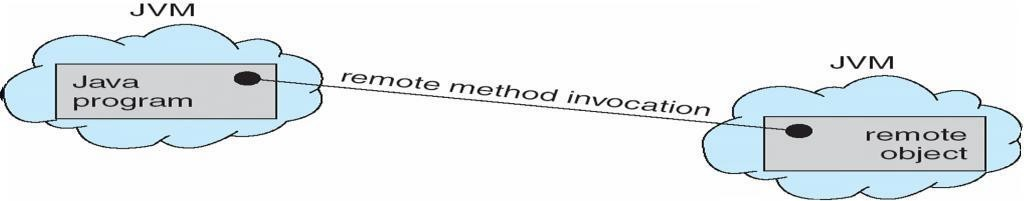 JVM
Java
program
remote method invocation
JVM
remote
object